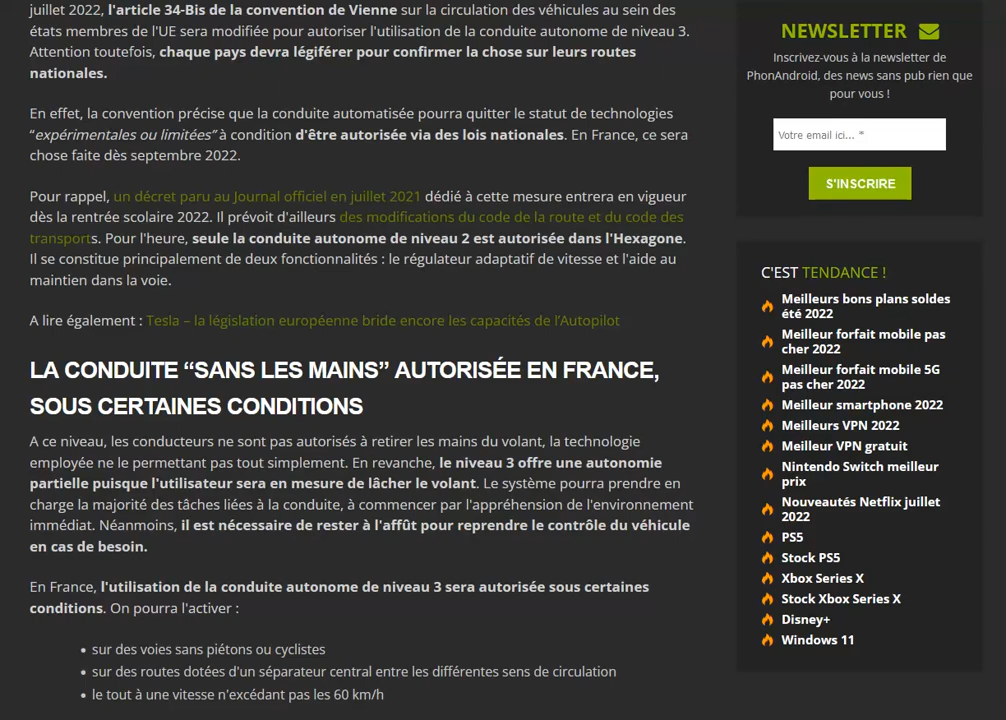 juillet 2022, l'article 34-Bis de la convention de Vienne sur la circulation des véhicules au sein des
états membres de l'UE sera modifiée pour autoriser l'utilisation de la conduite autonome de niveau 3.
Attention toutefois, chaque pays devra légiférer pour confirmer la chose sur leurs routes
nationales.
En effet, la convention précise que la conduite automatisée pourra quitter le statut de technologies
“expérimentales ou limitées” à condition d'être autorisée via des lois nationales. En France, ce sera
chose faite dès septembre 2022.
Pour rappel, un décret paru au Journal officiel en juillet 2021 dédié à cette mesure entrera en vigueur
dès la rentrée scolaire 2022. Il prévoit d'ailleurs des modifications du code de la route et du code des
transports. Pour l'heure, seule la conduite autonome de niveau 2 est autorisée dans l'Hexagone.
Il se constitue principalement de deux fonctionnalités : le régulateur adaptatif de vitesse et l'aide au
maintien dans la voie.
A lire également : Tesla – la législation européenne bride encore les capacités de l’Autopilot
LA CONDUITE “SANS LES MAINS” AUTORISÉE EN FRANCE,
SOUS CERTAINES CONDITIONS
A ce niveau, les conducteurs ne sont pas autorisés à retirer les mains du volant, la technologie
employée ne le permettant pas tout simplement. En revanche, le niveau 3 offre une autonomie
partielle puisque l'utilisateur sera en mesure de lâcher le volant. Le système pourra prendre en
charge la majorité des tâches liées à la conduite, à commencer par l'appréhension de l'environnement
immédiat. Néanmoins, il est nécessaire de rester à l'affût pour reprendre le contrôle du véhicule
en cas de besoin.
En France, l'utilisation de la conduite autonome de niveau 3 sera autorisée sous certaines
conditions. On pourra l'activer :
• sur des voies sans piétons ou cyclistes
• sur des routes dotées d'un séparateur central entre les différentes sens de circulation
• le tout à une vitesse n'excédant pas les 60 km/h
NEWSLETTER
Inscrivez-vous à la newsletter de
PhonAndroid, des news sans pub rien que
pour vous !
Votre email ici... *
S'INSCRIRE
C'EST TENDANCE !
Meilleurs bons plans soldes
été 2022
Meilleur forfait mobile pas
cher 2022
Meilleur forfait mobile 5G
pas cher 2022
Meilleur smartphone 2022
Meilleurs VPN 2022
Meilleur VPN gratuit
Nintendo Switch meilleur
prix
Nouveautés Netflix juillet
2022
PS5
Stock PS5
Xbox Series X
Stock Xbox Series X
Disney+
Windows 11